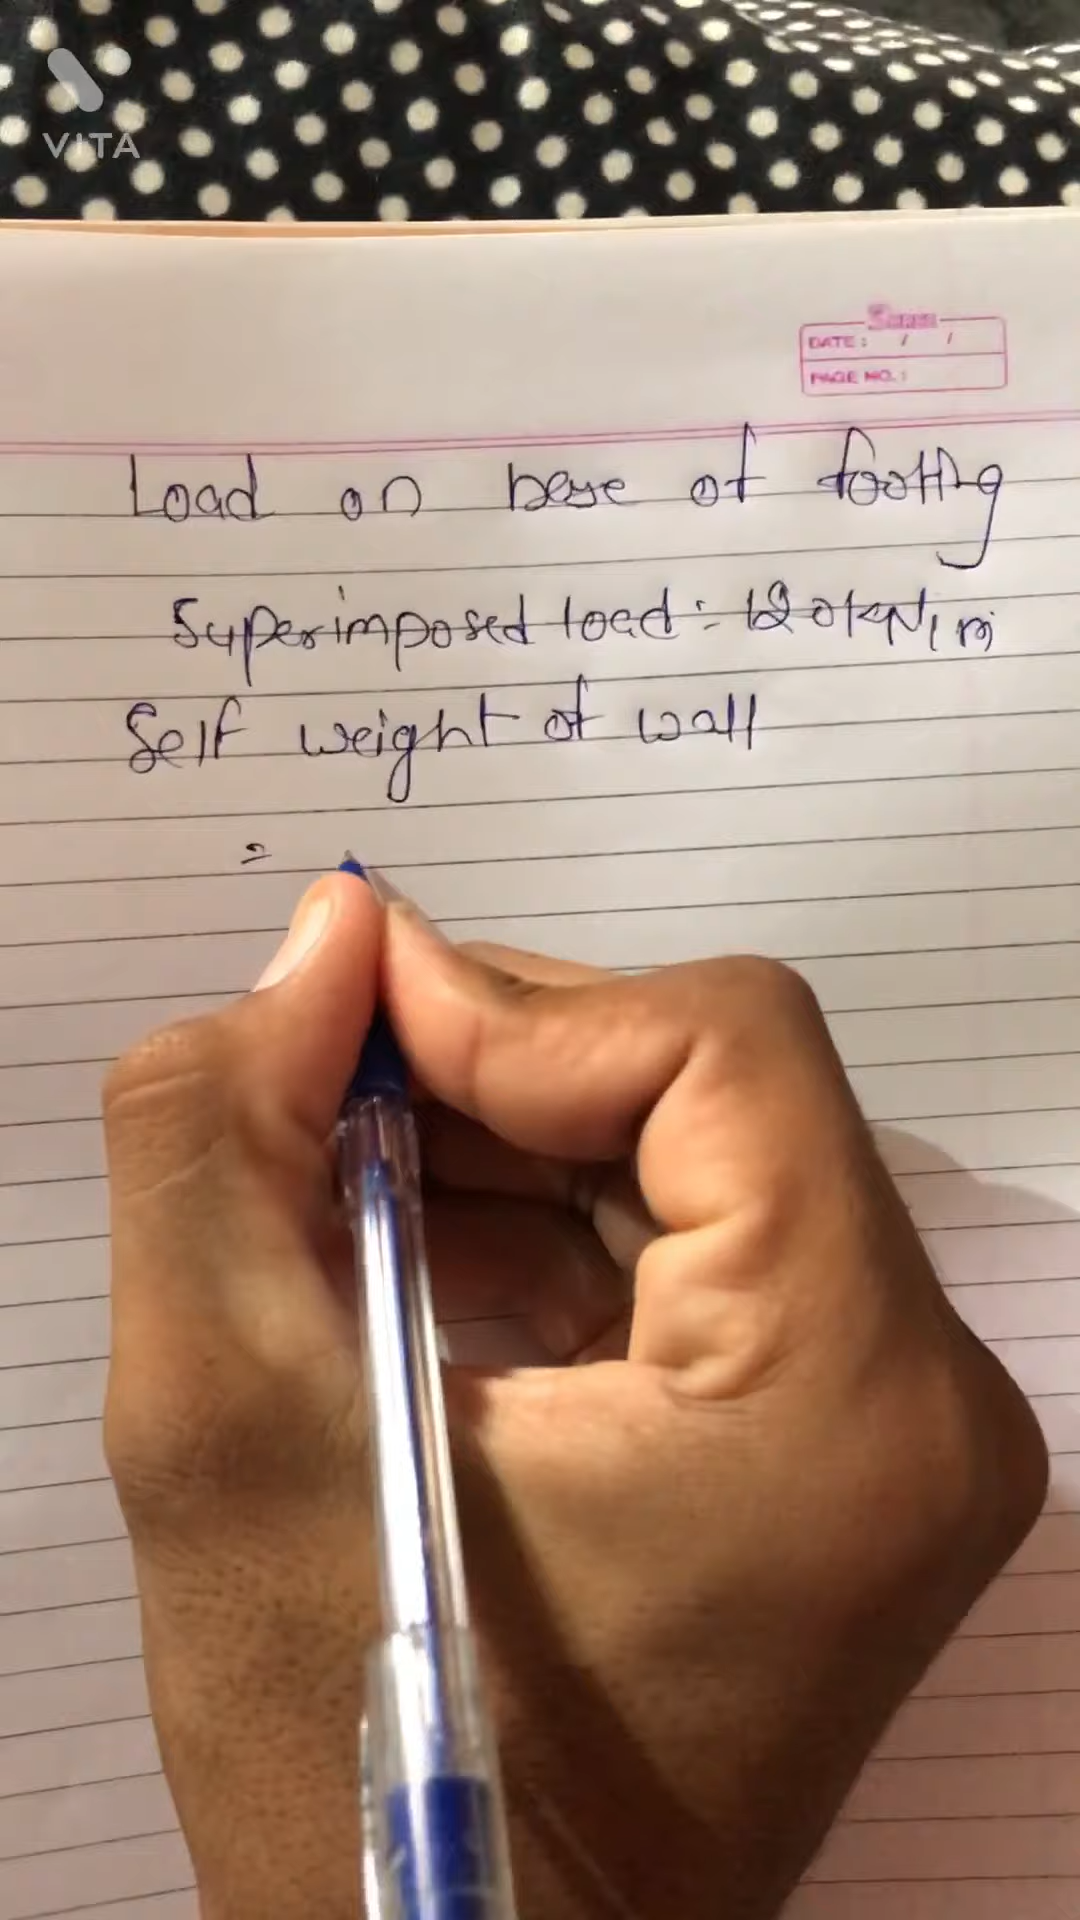 VITA
DATE: / /
PAGE NO.:
Load on base of footing
Superimposed load = 120 kN/m
Self weight of wall
=